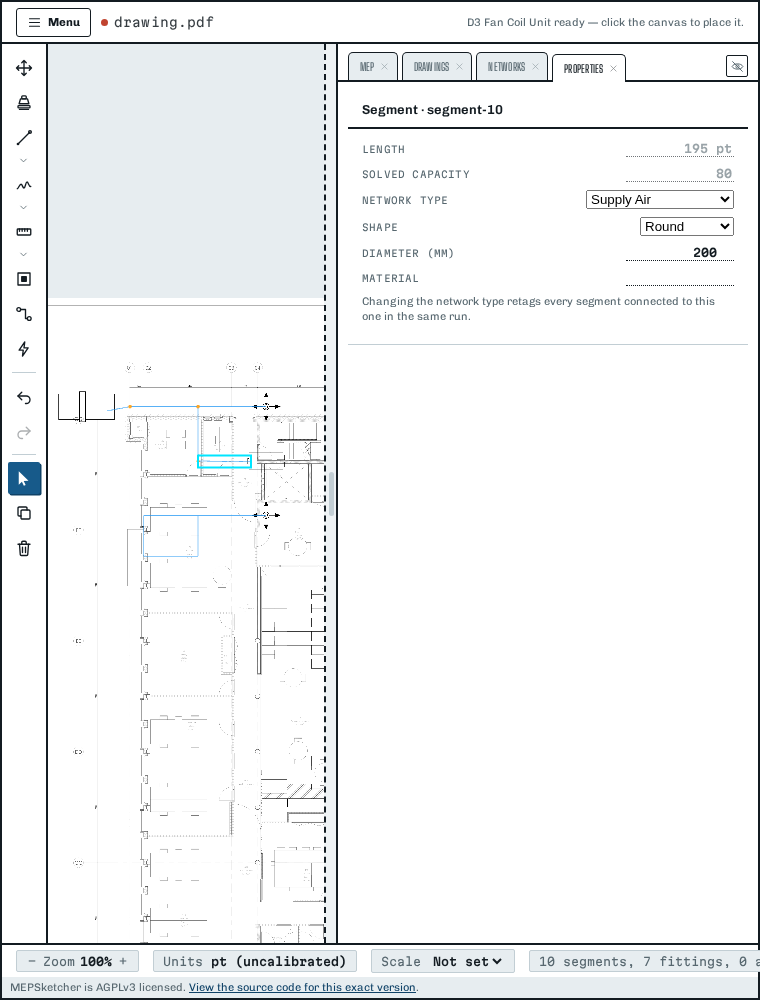 Menu
drawing.pdf
D3 Fan Coil Unit ready — click the canvas to place it.
MEP
DRAWINGS
NETWORKS
PROPERTIES
Segment · segment-10
LENGTH 195 pt
SOLVED CAPACITY 80
NETWORK TYPE Supply Air
SHAPE Round
DIAMETER (MM) 200
MATERIAL
Changing the network type retags every segment connected to this
one in the same run.
− Zoom 100% +
Units pt (uncalibrated)
Scale Not set
10 segments, 7 fittings, 0 a
MEPSketcher is AGPLv3 licensed. View the source code for this exact version.